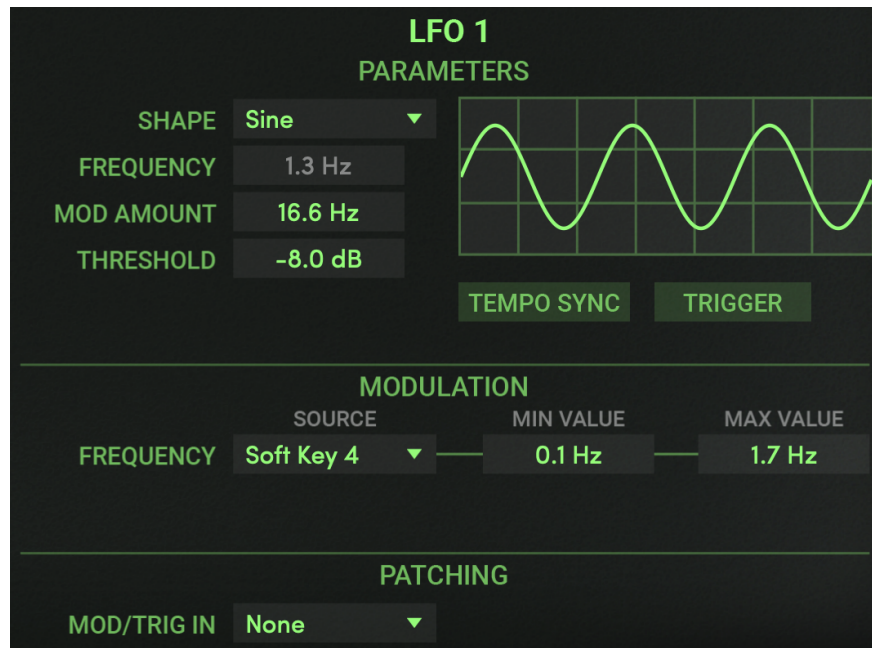 LFO 1
PARAMETERS
SHAPE Sine
FREQUENCY 1.3 Hz
MOD AMOUNT 16.6 Hz
THRESHOLD -8.0 dB
TEMPO SYNC TRIGGER
MODULATION
SOURCE MIN VALUE MAX VALUE
FREQUENCY Soft Key 4 0.1 Hz 1.7 Hz
PATCHING
MOD/TRIG IN None